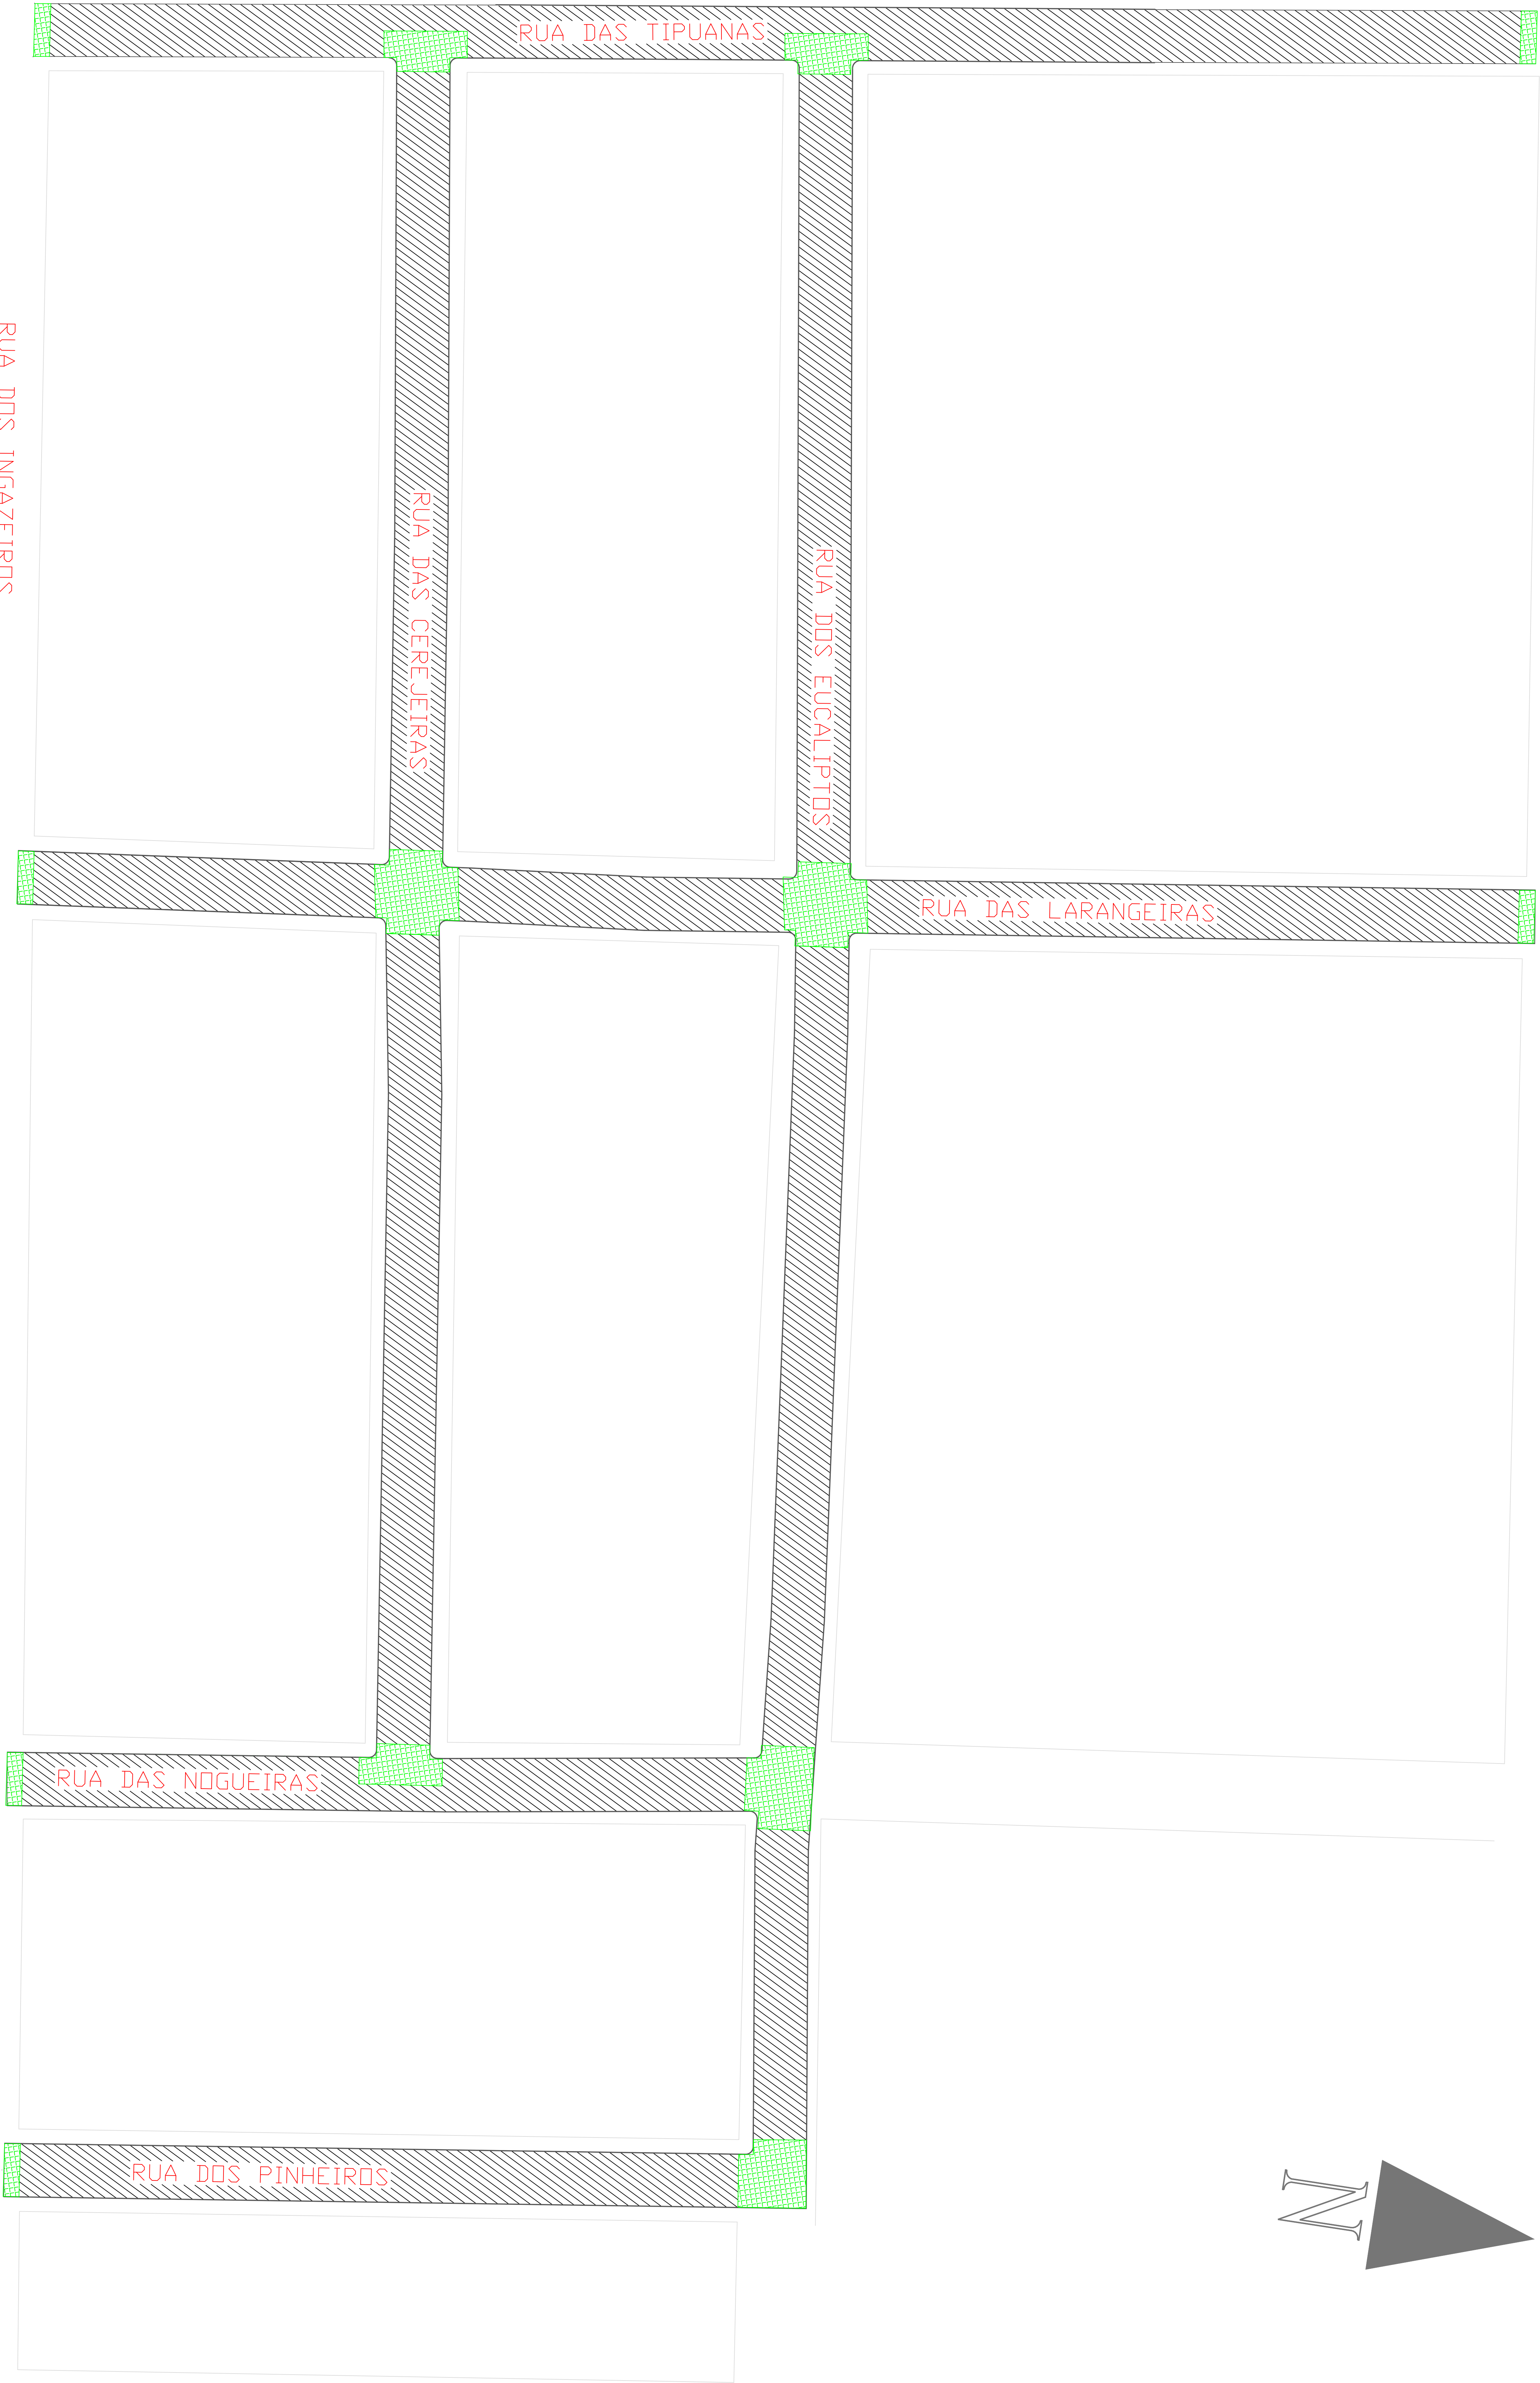 RUA DAS TIPUANAS
RUA DOS INGAZEIROS
RUA DAS CEREJEIRAS
RUA DOS EUCALIPTOS
RUA DAS LARANGEIRAS
RUA DAS NOGUEIRAS
RUA DOS PINHEIROS
N